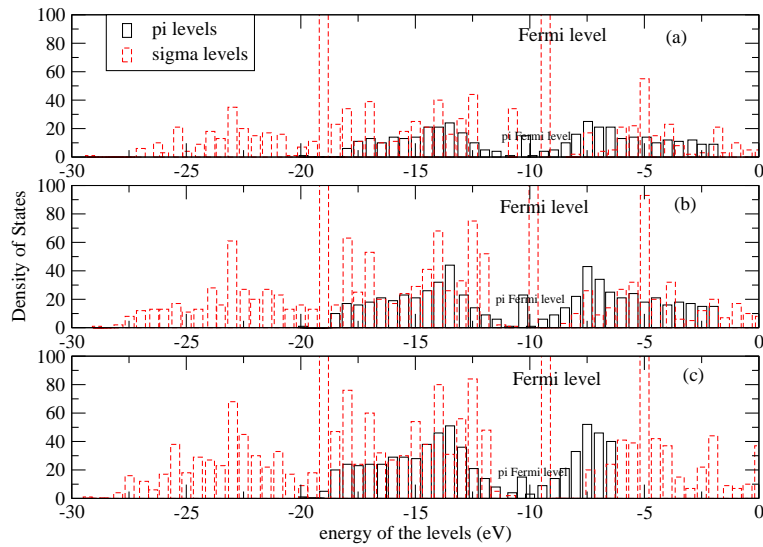 100
80
60
40
20
0
pi levels
sigma levels
Fermi level
(a)
pi Fermi level
-30 -25 -20 -15 -10 -5 0
100
80
60
40
20
0
Fermi level
(b)
pi Fermi level
-30 -25 -20 -15 -10 -5 0
100
80
60
40
20
0
Fermi level
(c)
pi Fermi level
-30 -25 -20 -15 -10 -5 0
Density of States
energy of the levels (eV)